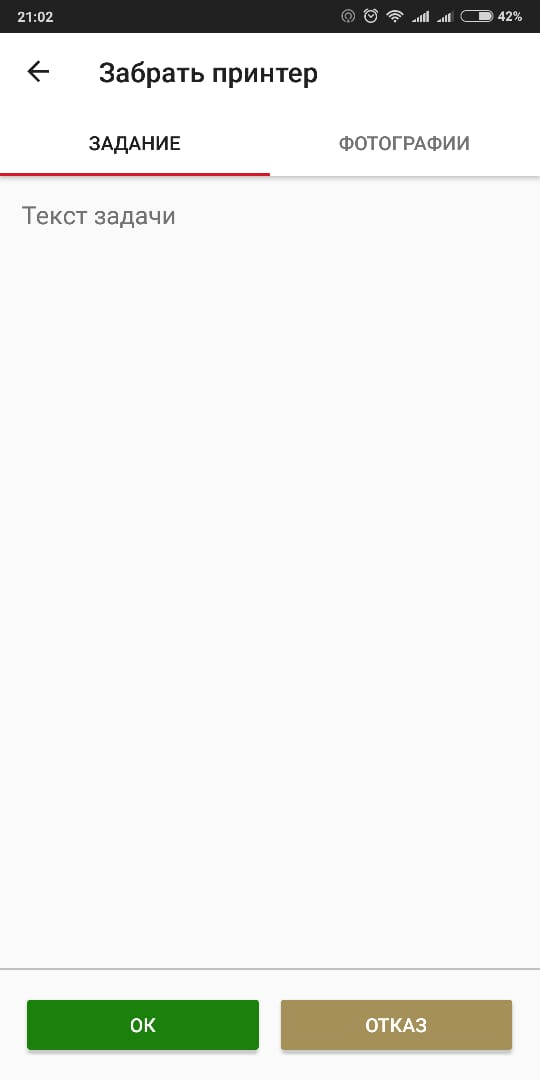 21:02
42%
Забрать принтер
ЗАДАНИЕ
ФОТОГРАФИИ
Текст задачи
ОК
ОТКАЗ